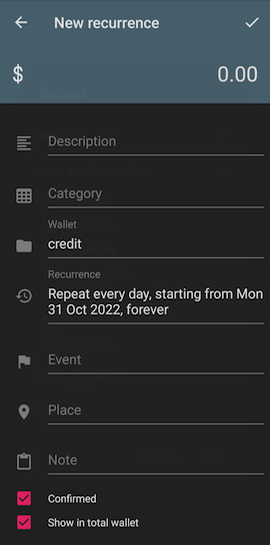 New recurrence
$ 0.00
Description
Category
Wallet
credit
Recurrence
Repeat every day, starting from Mon
31 Oct 2022, forever
Event
Place
Note
Confirmed
Show in total wallet